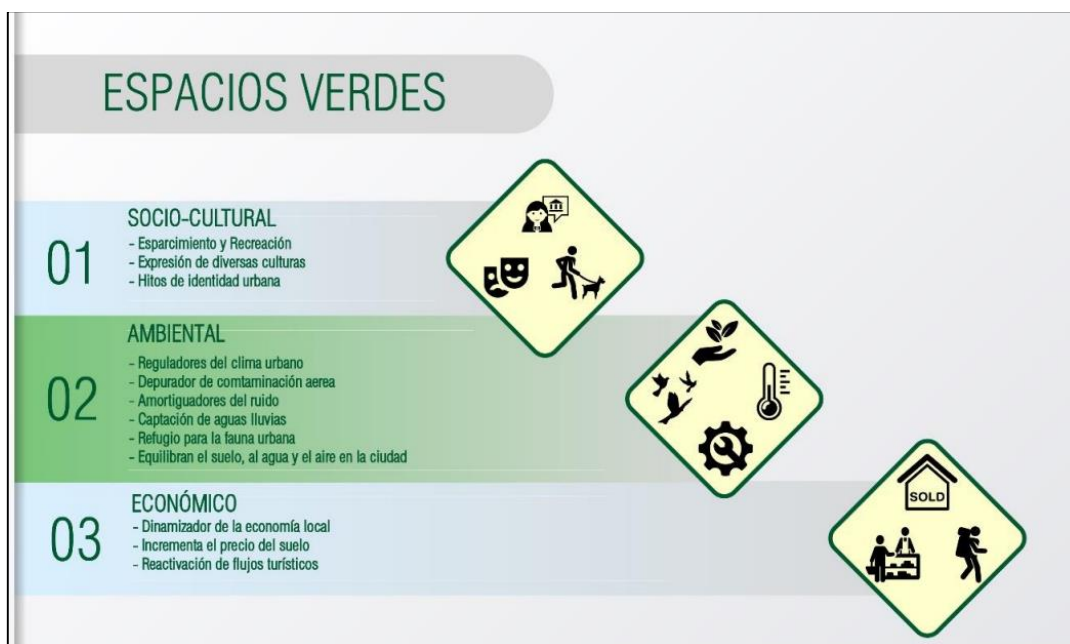 ESPACIOS VERDES
01
SOCIO-CULTURAL
- Esparcimiento y Recreación
- Expresión de diversas culturas
- Hitos de identidad urbana
02
AMBIENTAL
- Reguladores del clima urbano
- Depurador de comtaminación aerea
- Amortiguadores del ruido
- Captación de aguas lluvias
- Refugio para la fauna urbana
- Equilibran el suelo, al agua y el aire en la ciudad
03
ECONÓMICO
- Dinamizador de la economía local
- Incrementa el precio del suelo
- Reactivación de flujos turísticos
SOLD